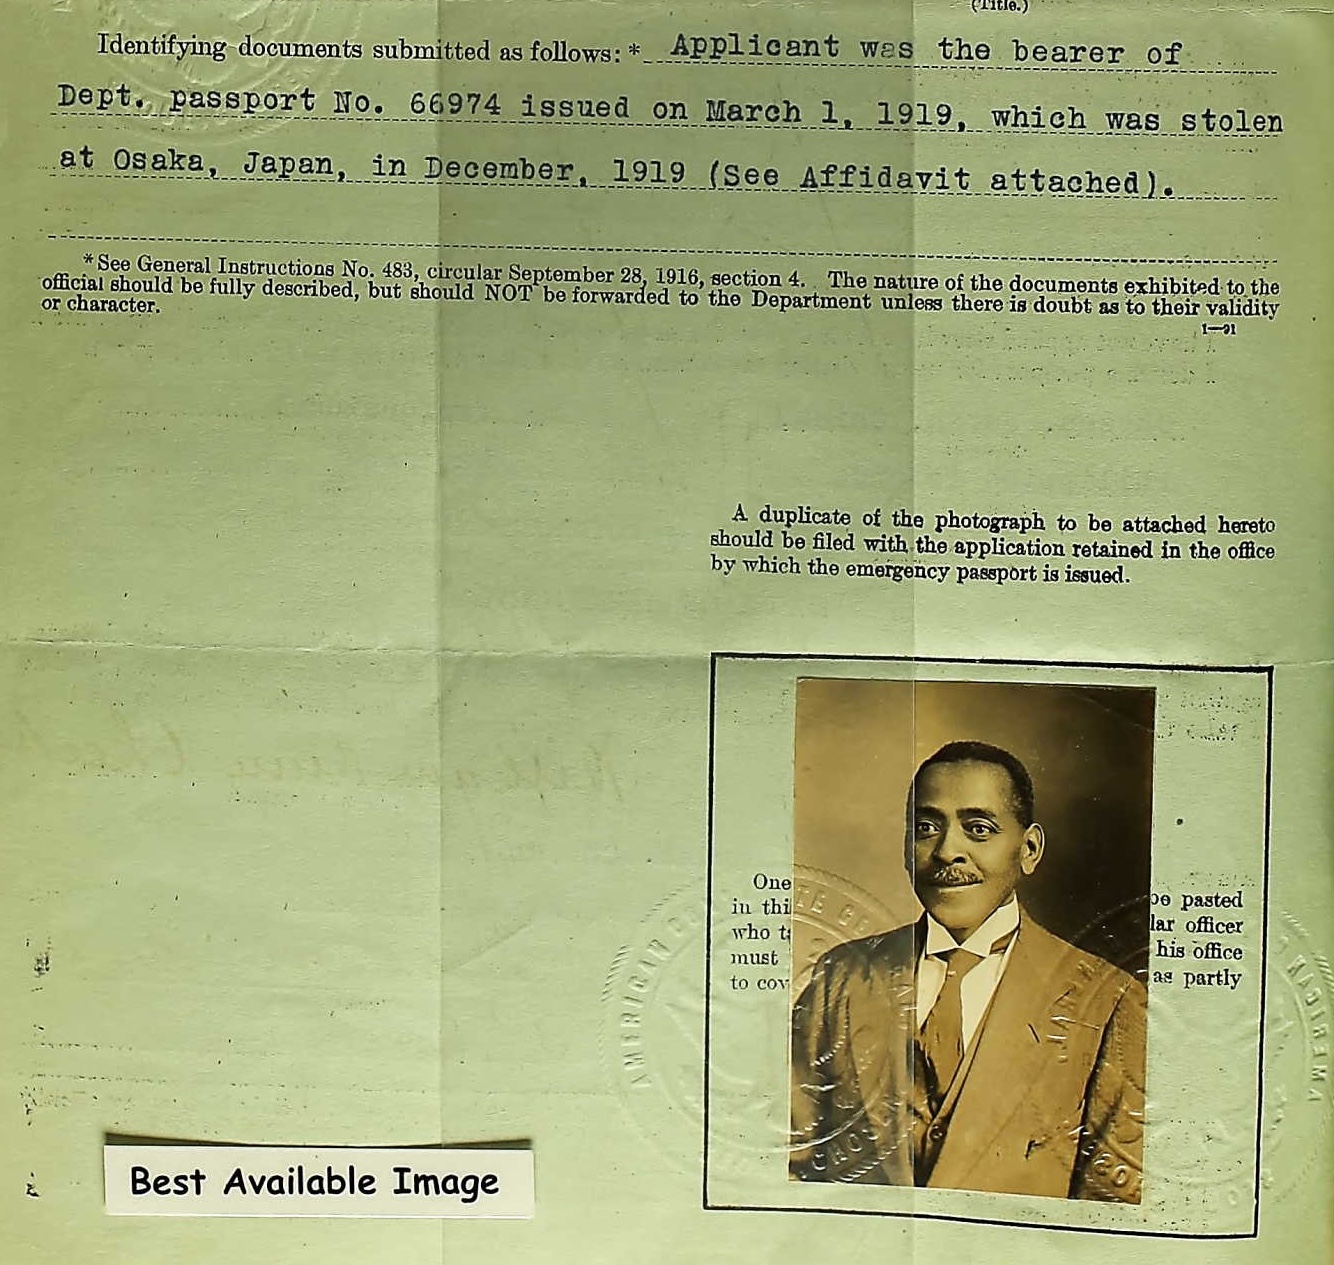 (Title.)
Identifying documents submitted as follows: * Applicant was the bearer of
Dept. passport No. 66974 issued on March 1, 1919, which was stolen
at Osaka, Japan, in December, 1919 (See Affidavit attached).
*See General Instructions No. 483, circular September 28, 1916, section 4. The nature of the documents exhibited to the
official should be fully described, but should NOT be forwarded to the Department unless there is doubt as to their validity
or character.
A duplicate of the photograph to be attached hereto
should be filed with the application retained in the office
by which the emergency passport is issued.
One be pasted
in thi lar officer
who his office
must as partly
to cov
AMERICAN
CHOSEN
Best Available Image